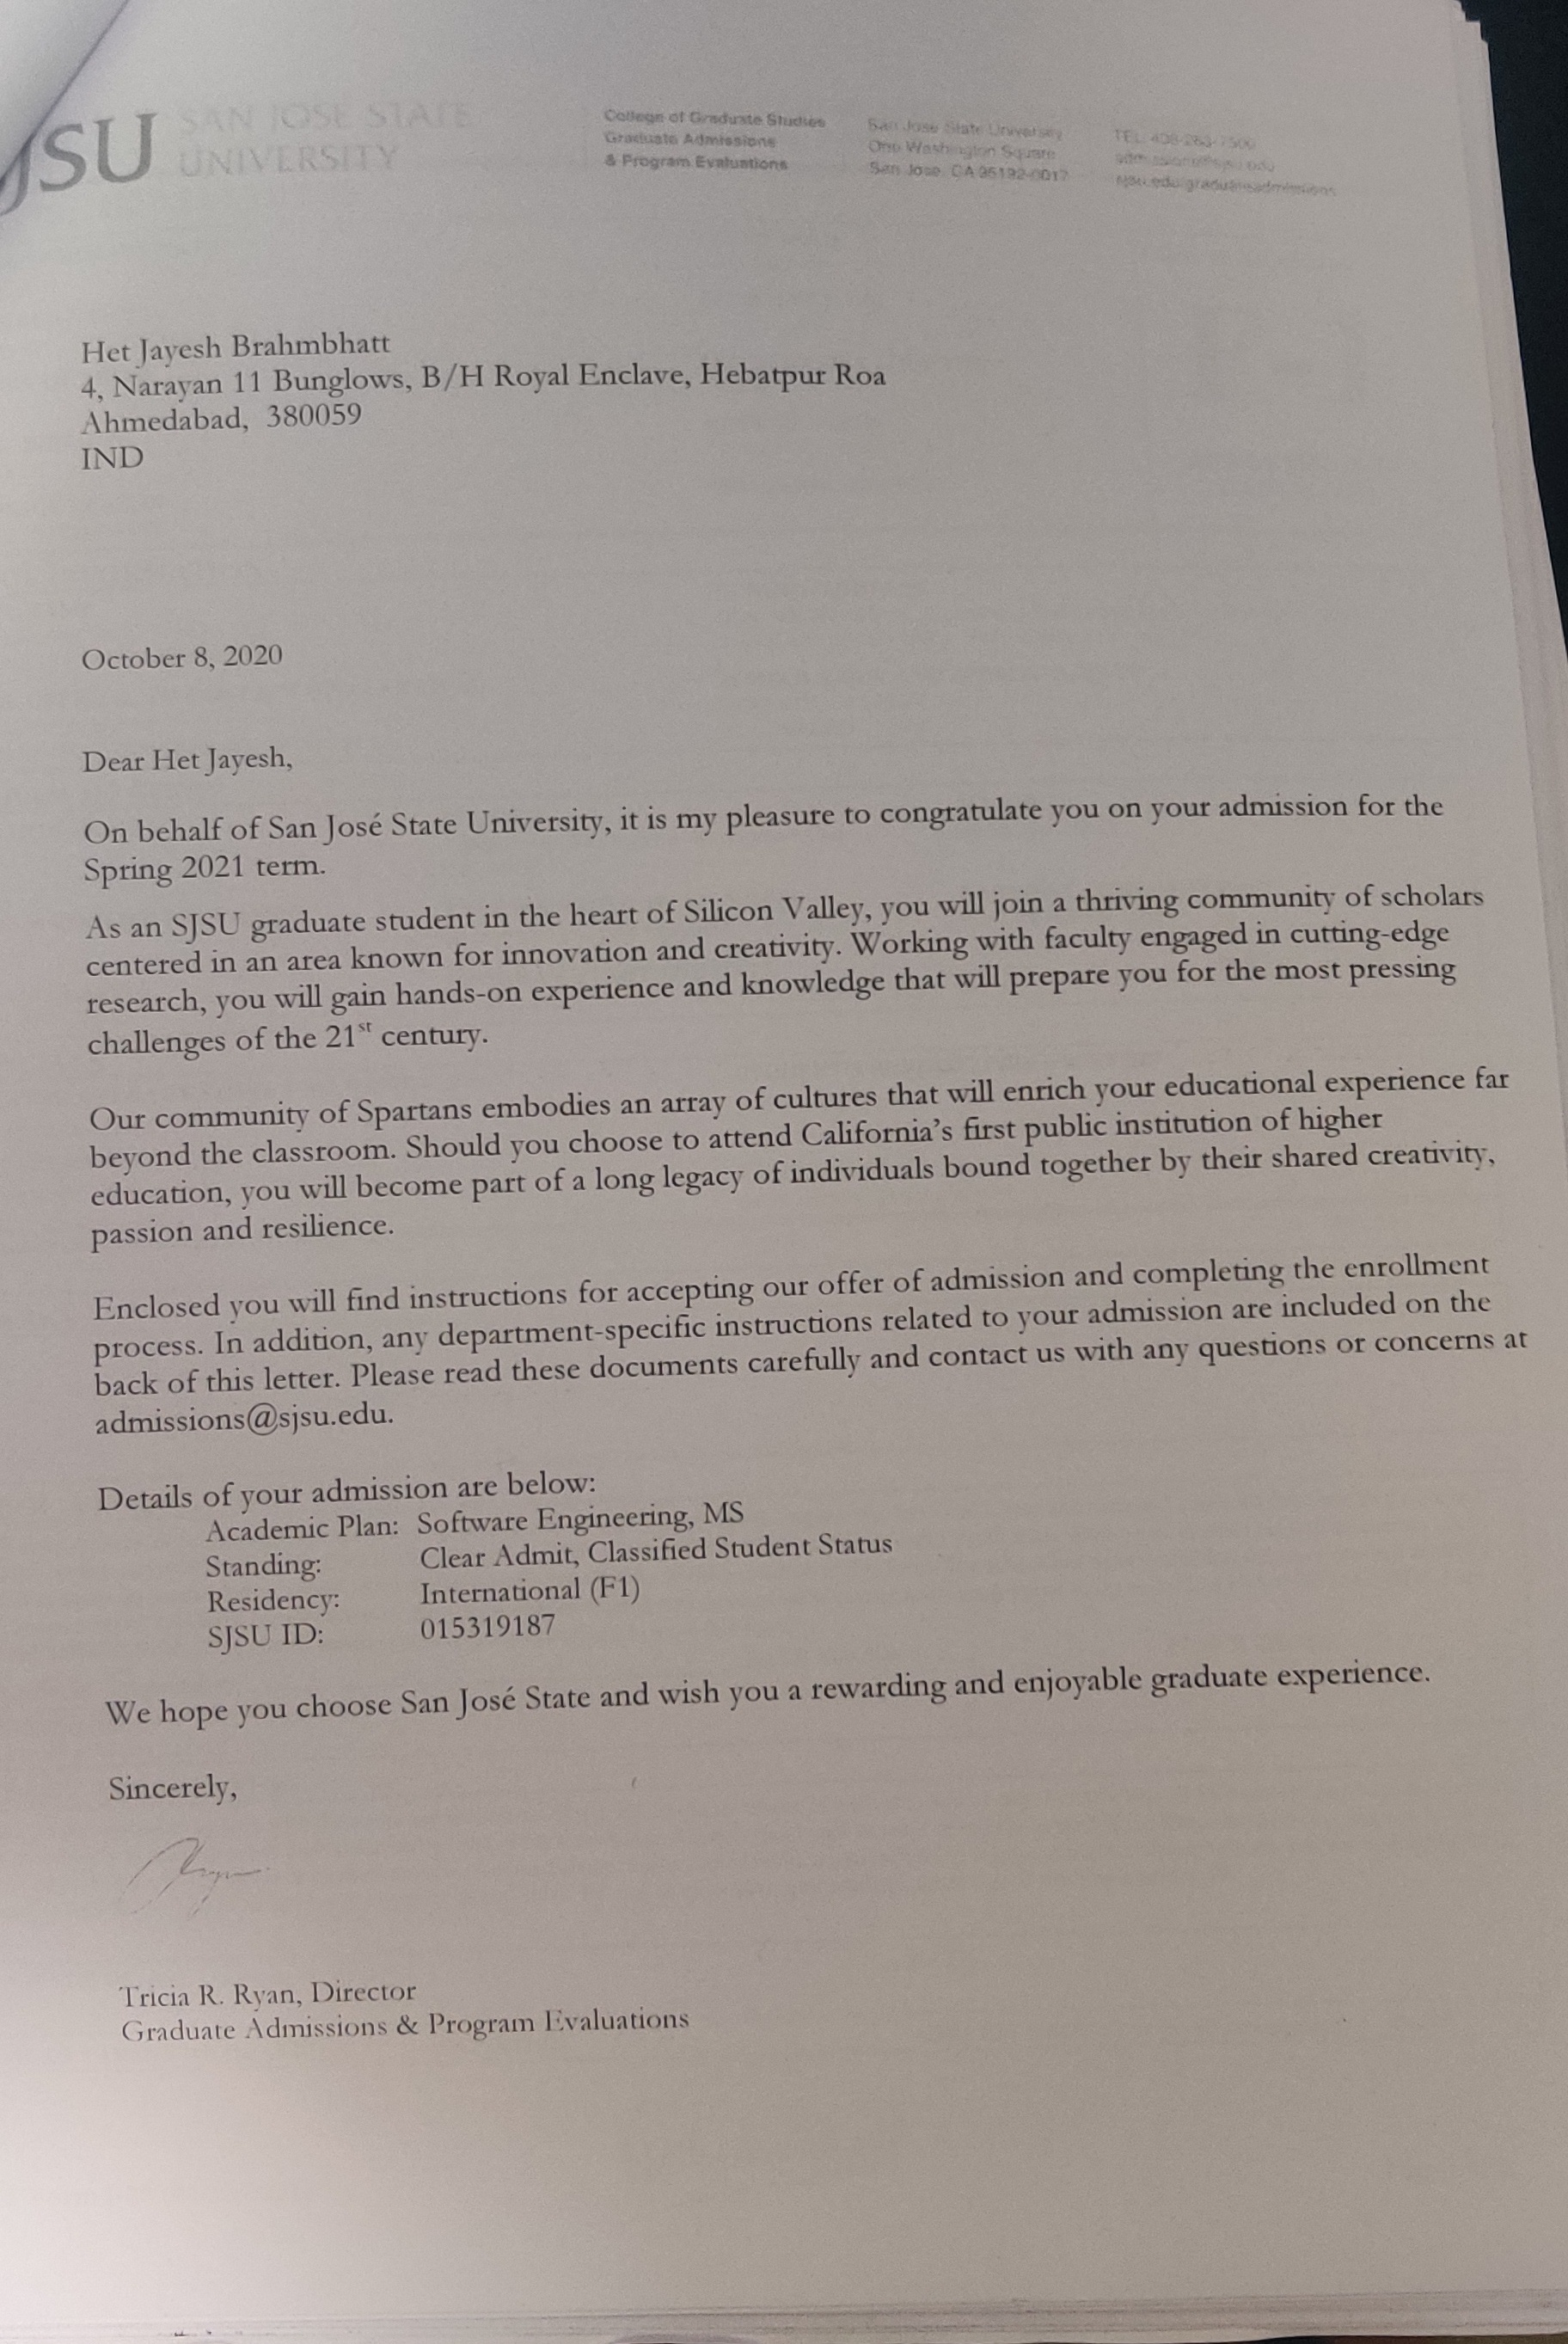 JSU SAN JOSE STATE
UNIVERSITY
College of Graduate Studies
Graduate Admissions
& Program Evaluations
San Jose State University
One Washington Square
San Jose, CA 95192-0017
TEL:
Het Jayesh Brahmbhatt
4, Narayan 11 Bunglows, B/H Royal Enclave, Hebatpur Roa
Ahmedabad, 380059
IND
October 8, 2020
Dear Het Jayesh,
On behalf of San José State University, it is my pleasure to congratulate you on your admission for the
Spring 2021 term.
As an SJSU graduate student in the heart of Silicon Valley, you will join a thriving community of scholars
centered in an area known for innovation and creativity. Working with faculty engaged in cutting-edge
research, you will gain hands-on experience and knowledge that will prepare you for the most pressing
challenges of the 21st century.
Our community of Spartans embodies an array of cultures that will enrich your educational experience far
beyond the classroom. Should you choose to attend California's first public institution of higher
education, you will become part of a long legacy of individuals bound together by their shared creativity,
passion and resilience.
Enclosed you will find instructions for accepting our offer of admission and completing the enrollment
process. In addition, any department-specific instructions related to your admission are included on the
back of this letter. Please read these documents carefully and contact us with any questions or concerns at
admissions@sjsu.edu.
Details of your admission are below:
Academic Plan: Software Engineering, MS
Standing: Clear Admit, Classified Student Status
Residency: International (F1)
SJSU ID: 015319187
We hope you choose San José State and wish you a rewarding and enjoyable graduate experience.
Sincerely,
Tricia R. Ryan, Director
Graduate Admissions & Program Evaluations